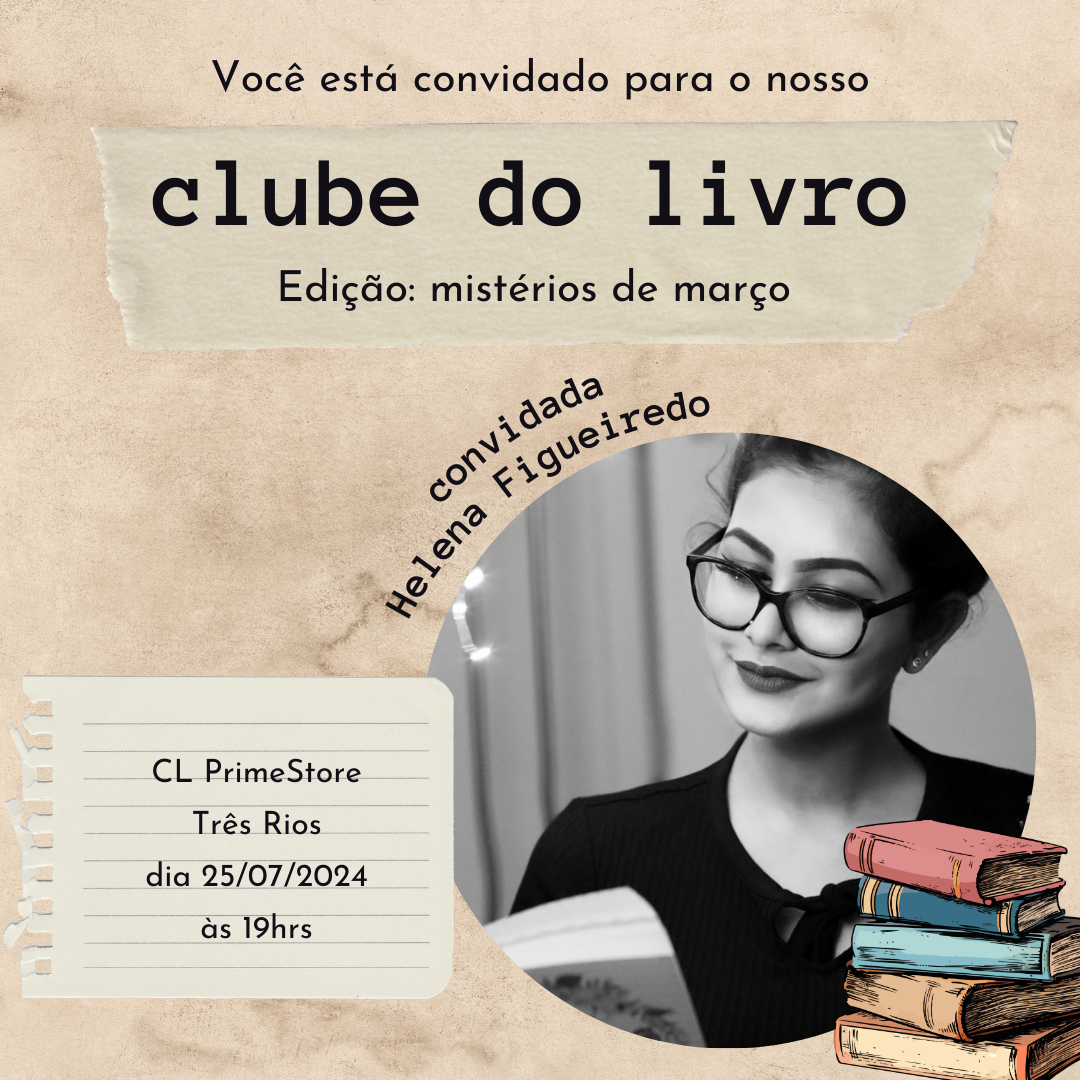 Você está convidado para o nosso
clube do livro
Edição: mistérios de março
convidada
Helena Figueiredo
CL PrimeStore
Três Rios
dia 25/07/2024
às 19hrs